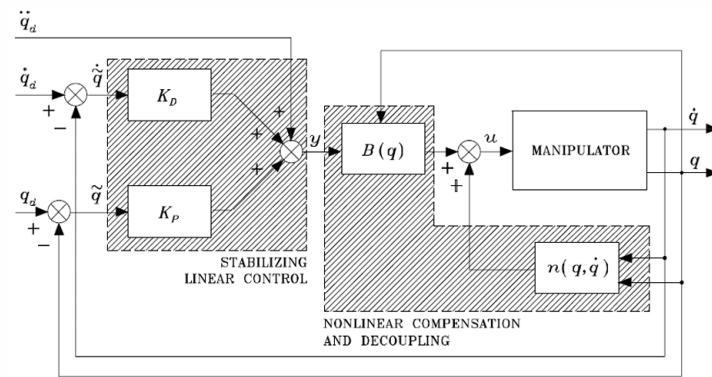 q̈_d
q̇_d
+
−
q̃̇
K_D
+
+
+
y
B(q)
+
+
u
MANIPULATOR
q̇
q
q_d
+
−
q̃
K_P
STABILIZING
LINEAR CONTROL
n(q,q̇)
NONLINEAR COMPENSATION
AND DECOUPLING